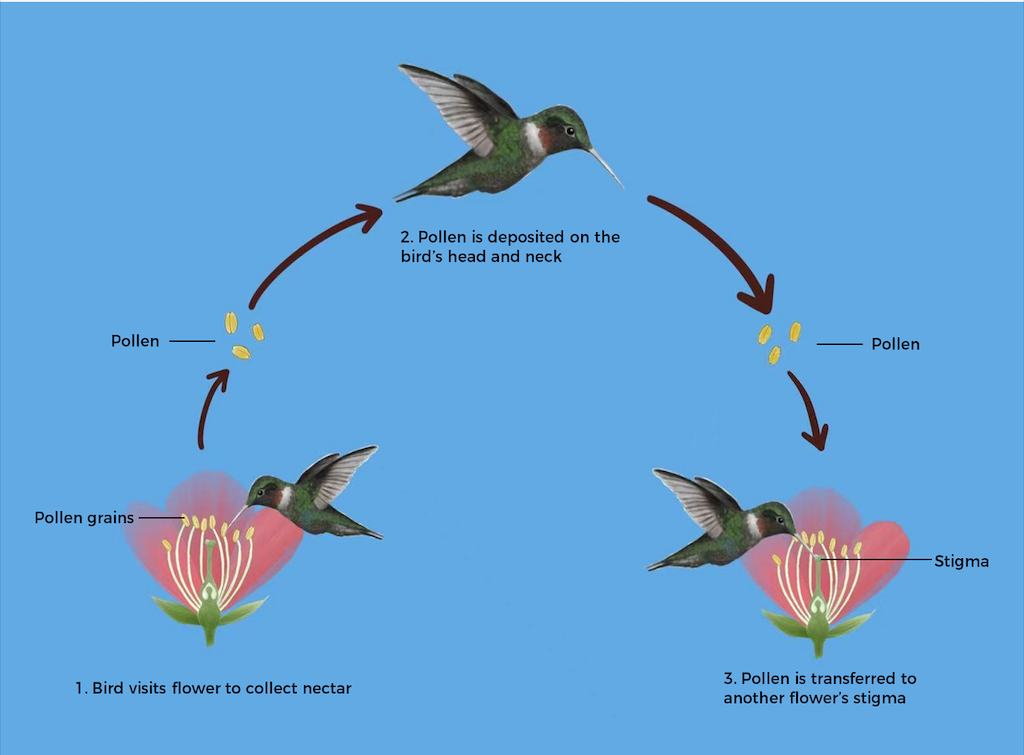 2. Pollen is deposited on the
bird's head and neck
Pollen
Pollen
Pollen grains
Stigma
1. Bird visits flower to collect nectar
3. Pollen is transferred to
another flower's stigma